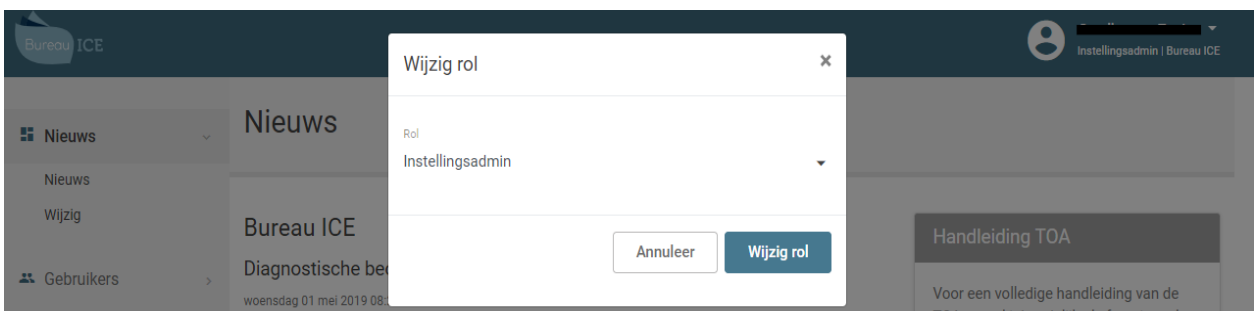 Bureau ICE
Instellingsadmin | Bureau ICE
Wijzig rol
×
Rol
Instellingsadmin
Annuleer
Wijzig rol
Nieuws
Nieuws
Wijzig
Gebruikers
Nieuws
Bureau ICE
Diagnostische
woensdag 01 mei 2019 08:
Handleiding TOA
Voor een volledige handleiding van de